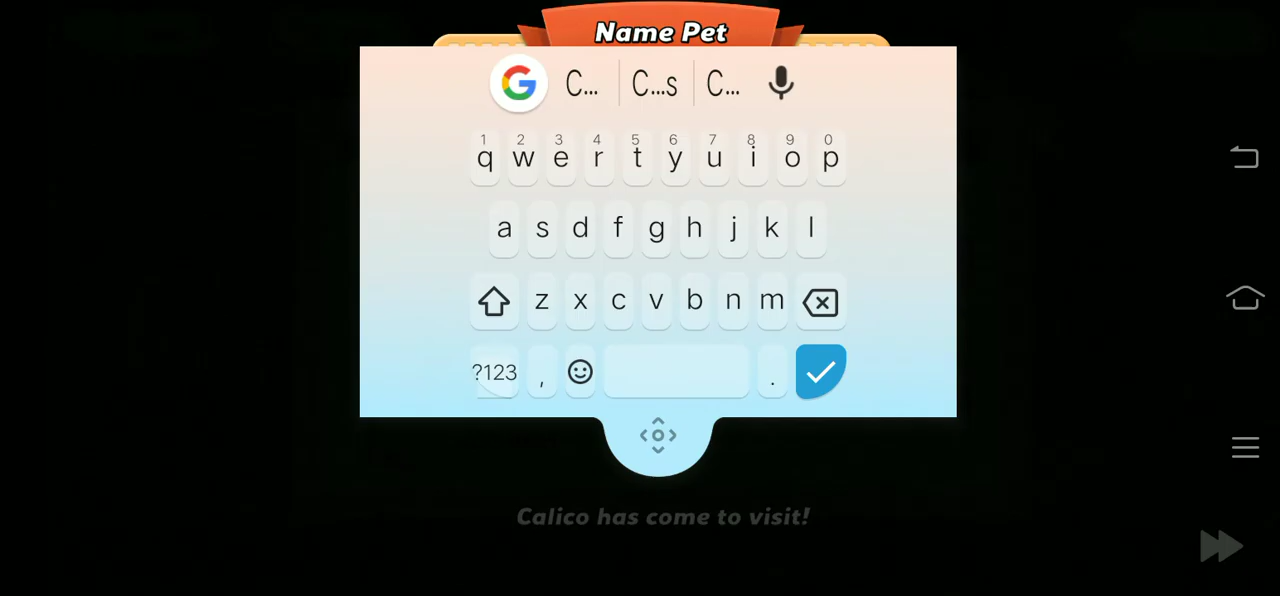 Name Pet
G C... C...s C...
1 2 3 4 5 6 7 8 9 0
q w e r t y u i o p
a s d f g h j k l
z x c v b n m
?123 , .
Calico has come to visit!